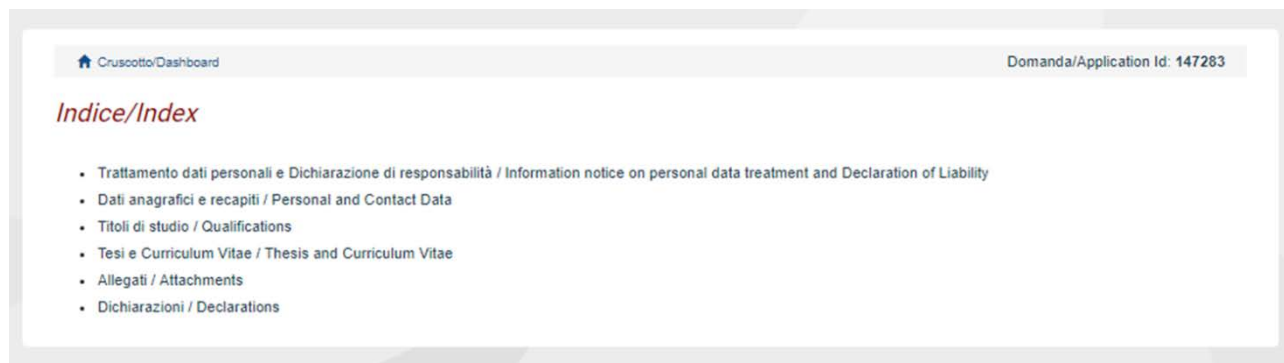 Cruscotto/Dashboard
Domanda/Application Id: 147283
Indice/Index
Trattamento dati personali e Dichiarazione di responsabilità / Information notice on personal data treatment and Declaration of Liability
Dati anagrafici e recapiti / Personal and Contact Data
Titoli di studio / Qualifications
Tesi e Curriculum Vitae / Thesis and Curriculum Vitae
Allegati / Attachments
Dichiarazioni / Declarations